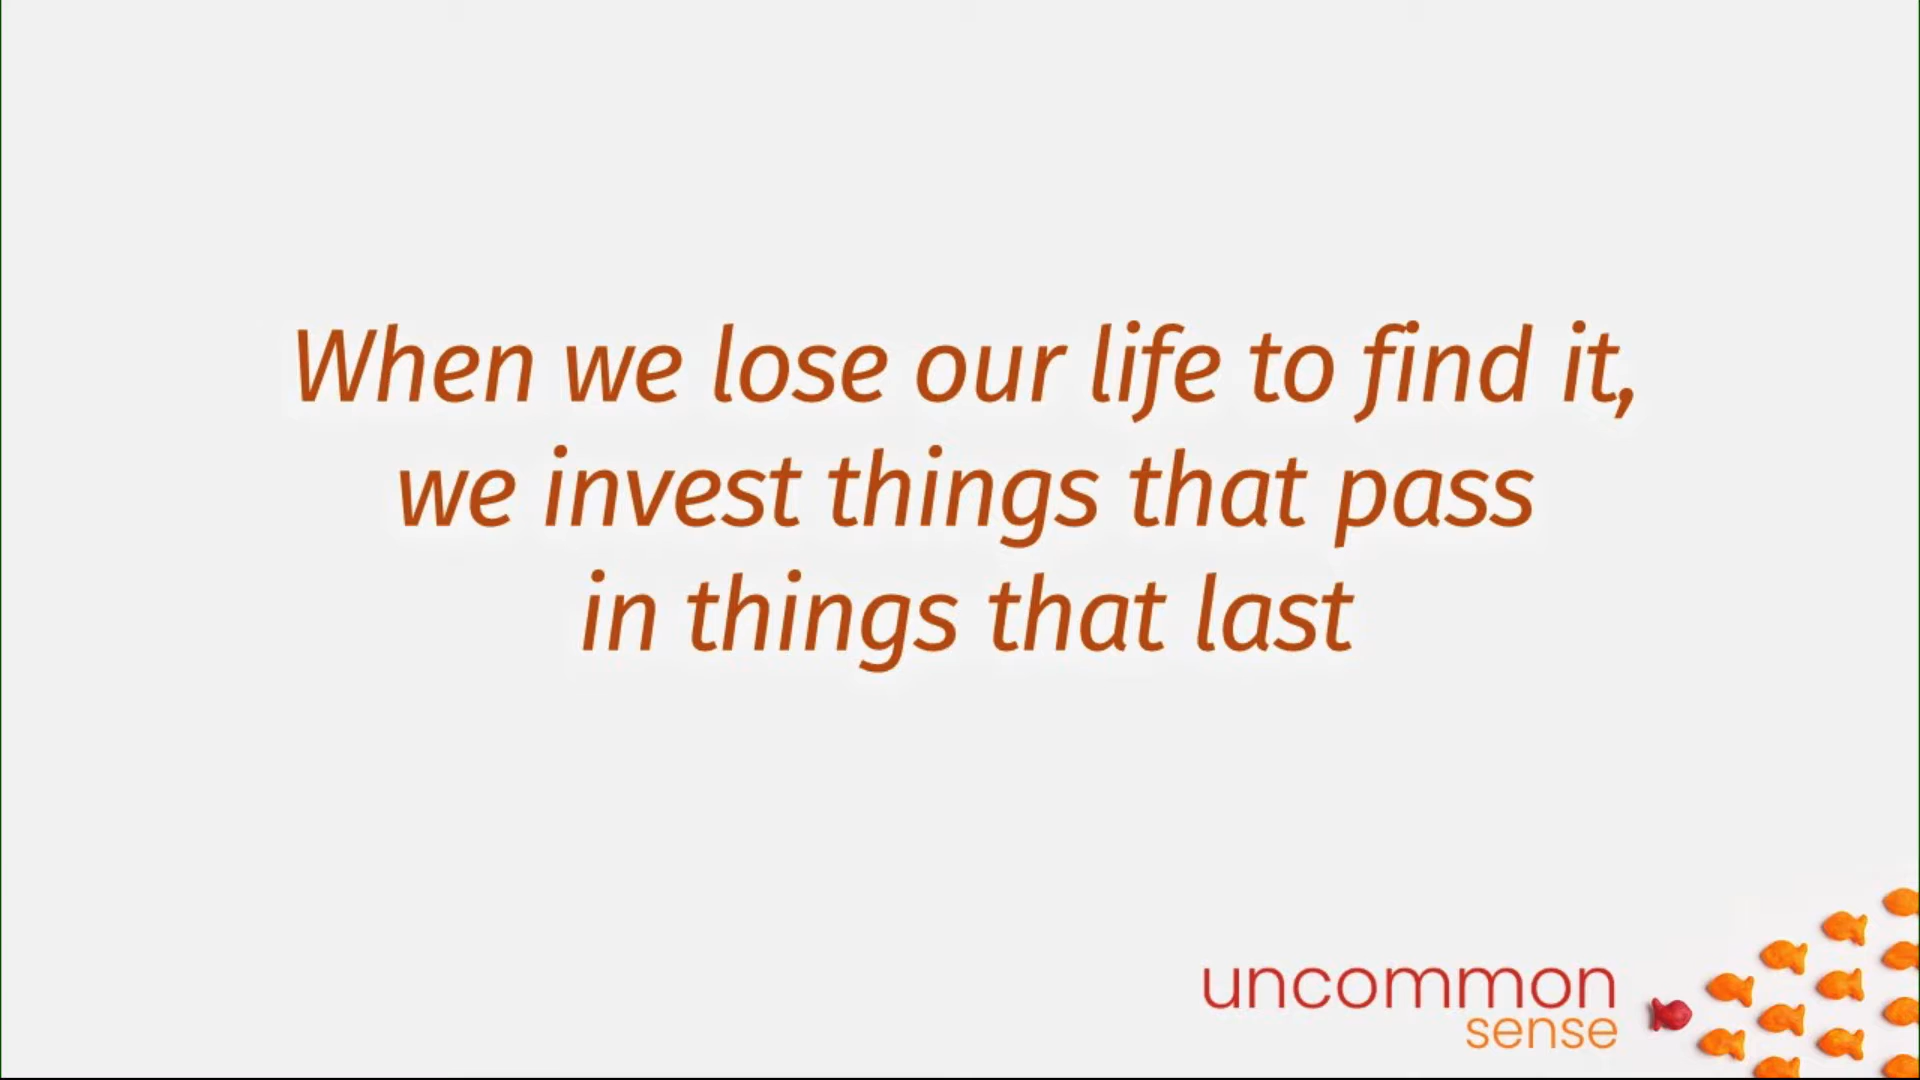 When we lose our life to find it,
we invest things that pass
in things that last
uncommon
sense